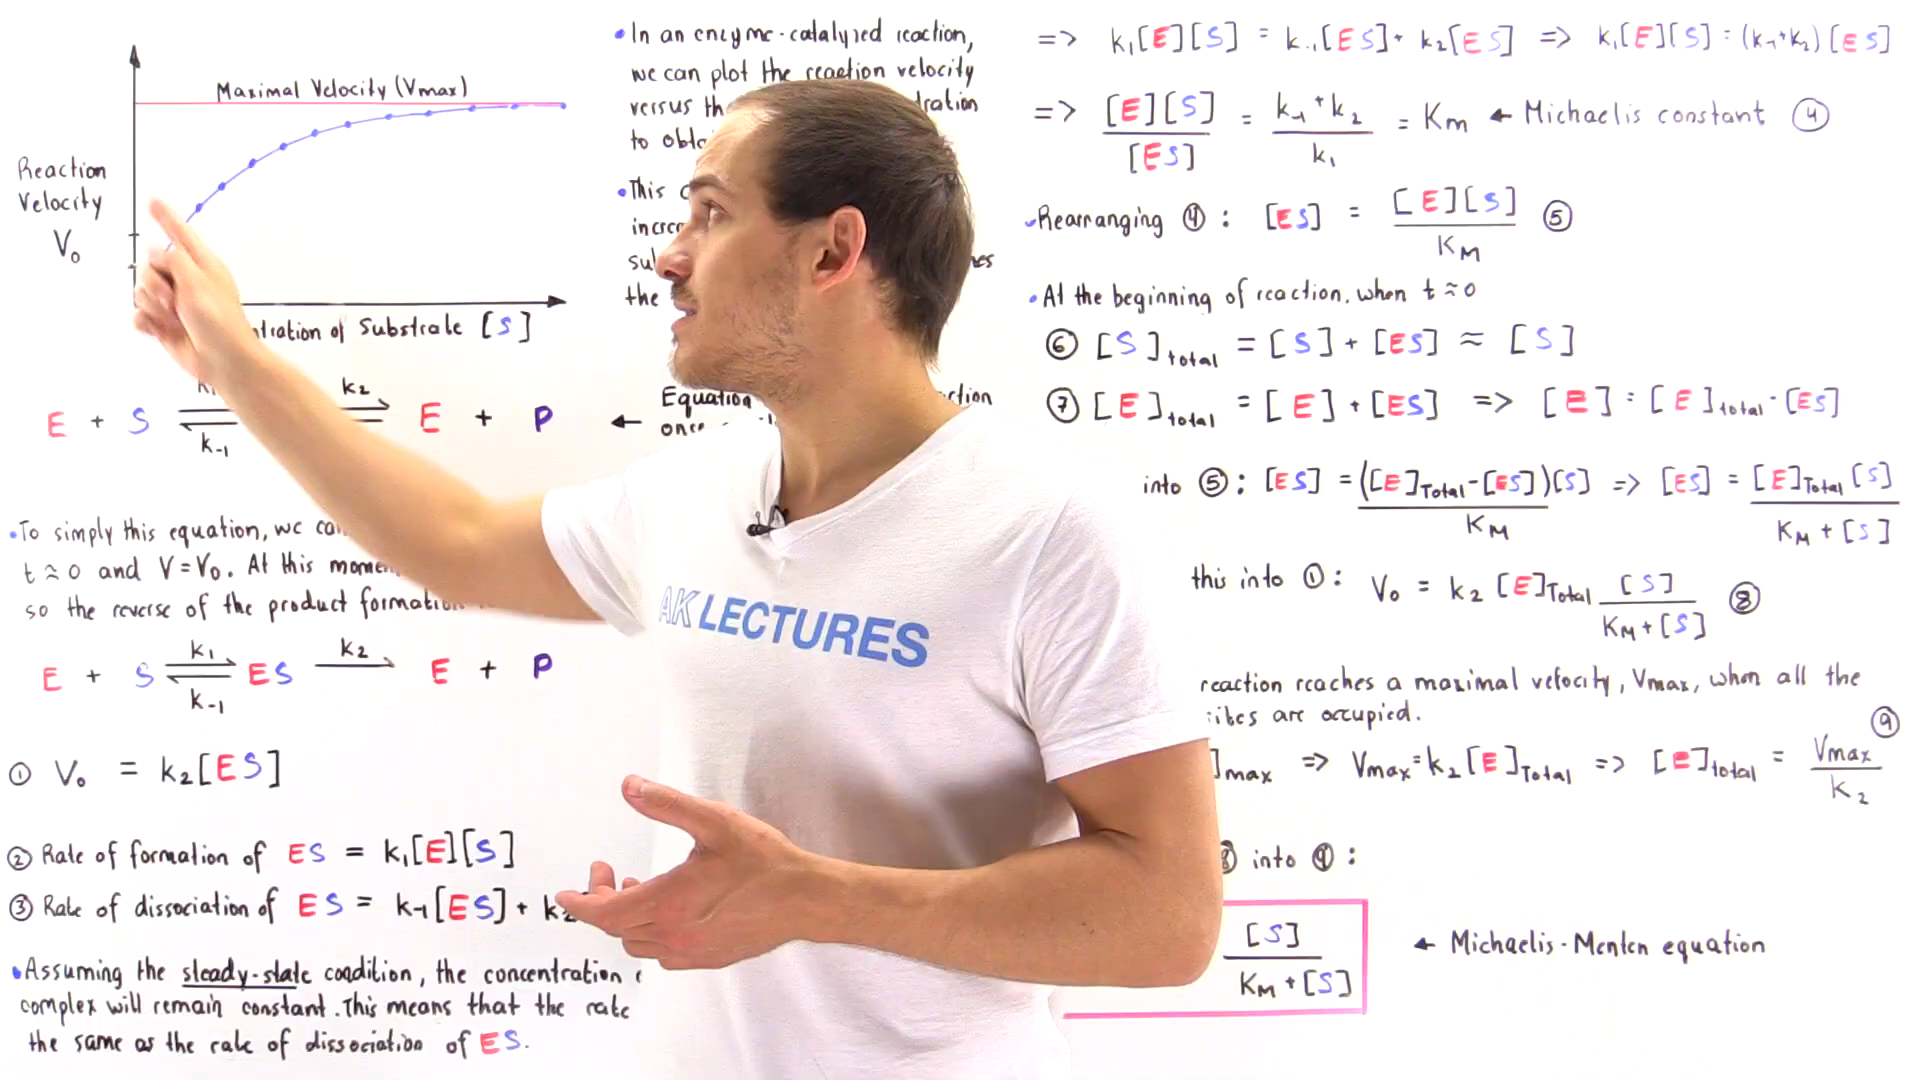 Maximal Velocity (Vmax)
Reaction
Velocity
V₀
of Substrate [S]
E + S ⇌ k₂ ⇌ E + P ←
k₋₁
•To simply this equation, we
t ≈ 0 and V = V₀. At this
so the reverse of the product
E + S ⇌ ES → E + P
k₁ k₂
k₋₁
① V₀ = k₂[ES]
② Rate of formation of ES = k₁[E][S]
③ Rate of dissociation of ES = k₋₁[ES] +
•Assuming the steady-state condition, the concentration
complex will remain constant. This means that the rate
the same as the rate of dissociation of ES.
•In an enzyme-catalyzed reaction,
we can plot the reaction velocity
versus
to
•This
the
Equation
AK LECTURES
=> k₁[E][S] = k₋₁[ES] + k₂[ES] => k₁[E][S] = (k₋₁+k₂)[ES]
=> [E][S]/[ES] = (k₋₁+k₂)/k₁ = Km ← Michaelis constant ④
Rearranging ④ : [ES] = [E][S]/KM ⑤
•At the beginning of reaction, when t ≈ 0
⑥ [S]total = [S] + [ES] ≈ [S]
⑦ [E]total = [E] + [ES] => [E] = [E]total - [ES]
into ⑤ : [ES] = ([E]Total-[ES])[S]/KM => [ES] = [E]Total[S]/(KM + [S])
this into ① : V₀ = k₂[E]Total [S]/(KM + [S]) ⑧
reaction reaches a maximal velocity, Vmax, when all the
are occupied.
]max => Vmax = k₂[E]Total => [E]total = Vmax/k₂ ⑨
into ⑨ :
[S]/(KM + [S]) ← Michaelis-Menten equation